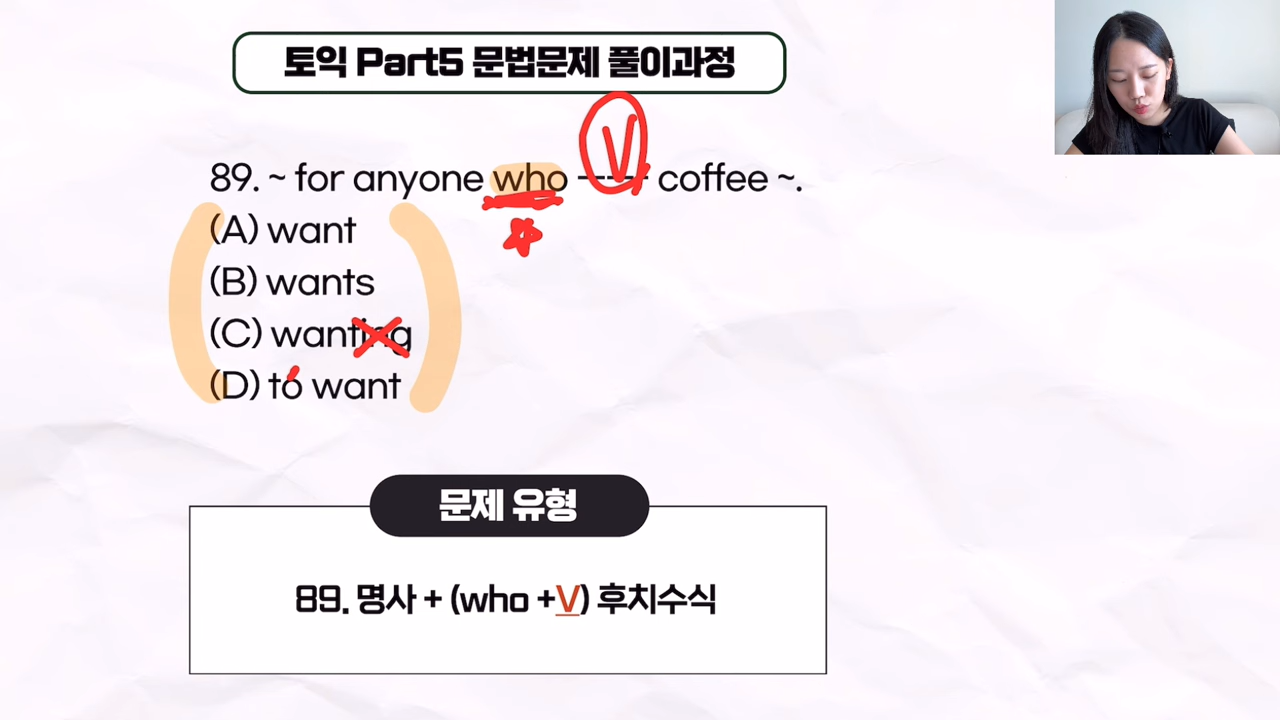 토익 Part5 문법문제 풀이과정
V
89. ~ for anyone who ---- coffee ~.
(A) want
(B) wants
(C) wanting
(D) to want
문제 유형
89. 명사 + (who +V) 후치수식